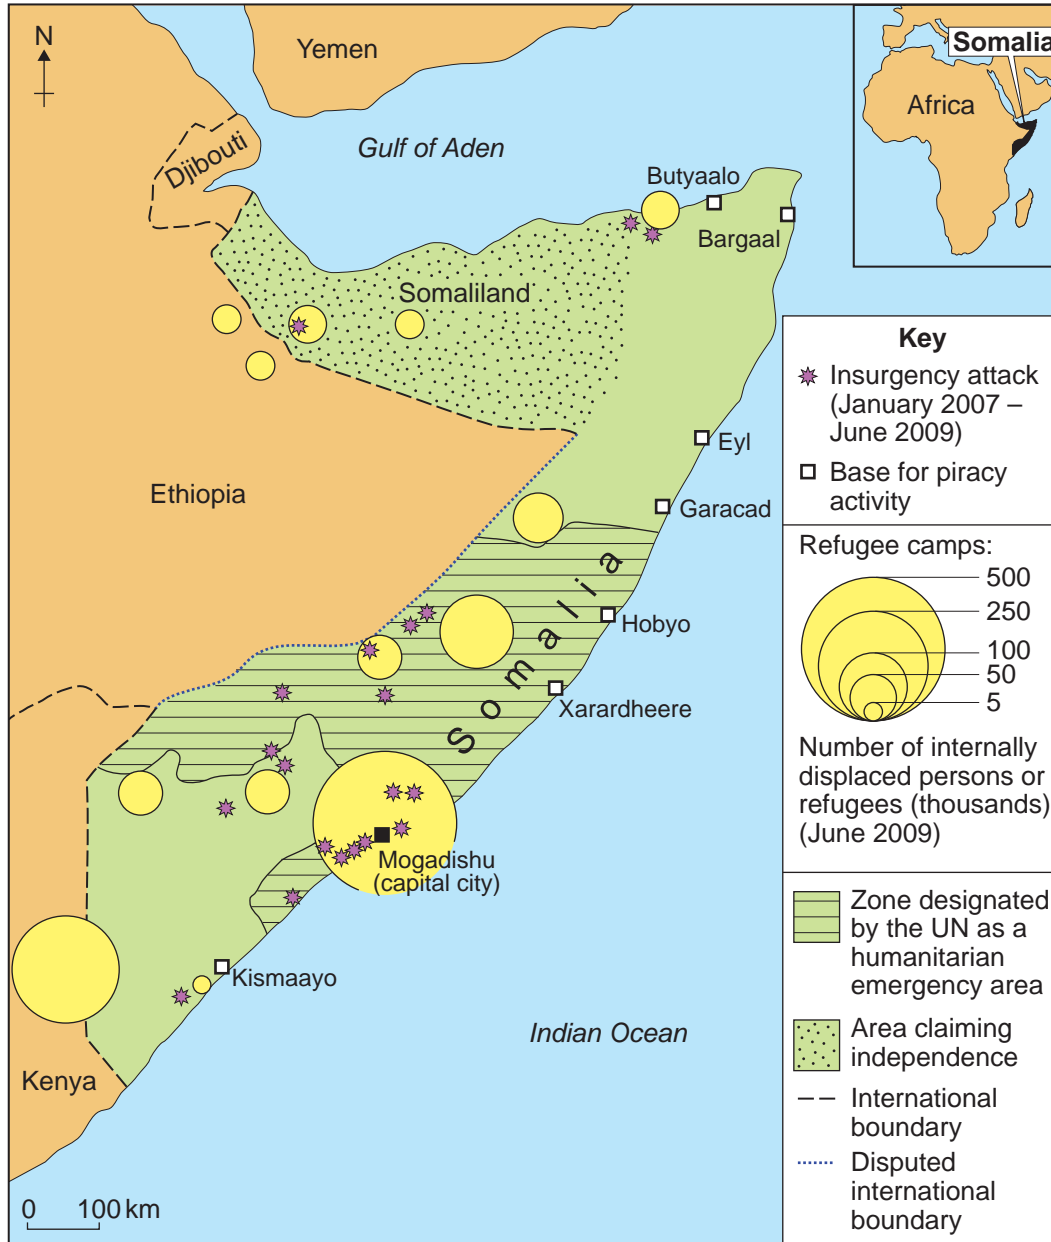 N
Yemen
Somalia
Africa
Djibouti
Gulf of Aden
Butyaalo
Bargaal
Somaliland
Eyl
Ethiopia
Garacad
Somalia
Hobyo
Xarardheere
Mogadishu
(capital city)
Kismaayo
Indian Ocean
Kenya
0 100 km
Key
Insurgency attack
(January 2007 –
June 2009)
Base for piracy
activity
Refugee camps:
500
250
100
50
5
Number of internally
displaced persons or
refugees (thousands)
(June 2009)
Zone designated
by the UN as a
humanitarian
emergency area
Area claiming
independence
International
boundary
Disputed
international
boundary